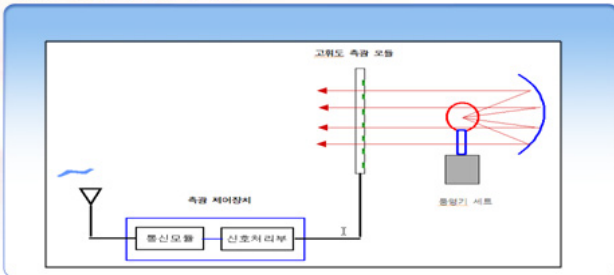 고휘도 측광 모듈
등명기 세트
측광 제어장치
통신모듈
신호처리부